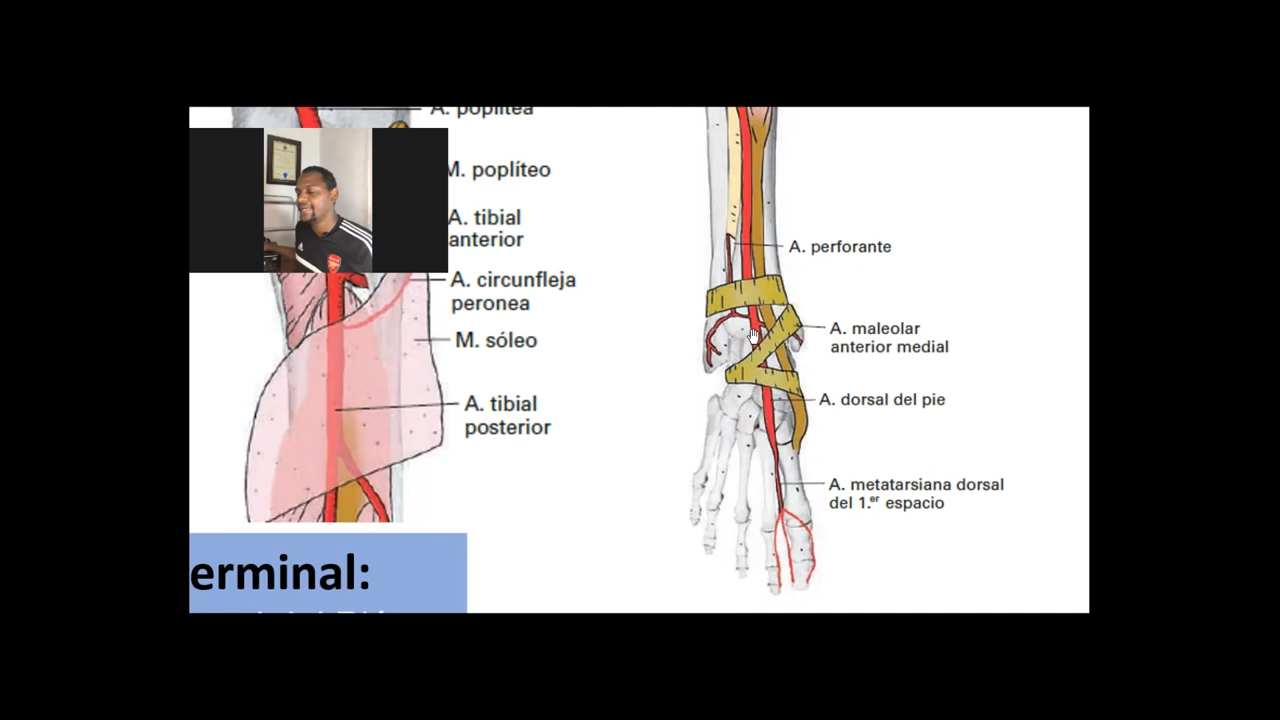 A. poplítea
M. poplíteo
A. tibial
anterior
A. circunfleja
peronea
M. sóleo
A. tibial
posterior
erminal:
A. perforante
A. maleolar
anterior medial
A. dorsal del pie
A. metatarsiana dorsal
del 1.er espacio